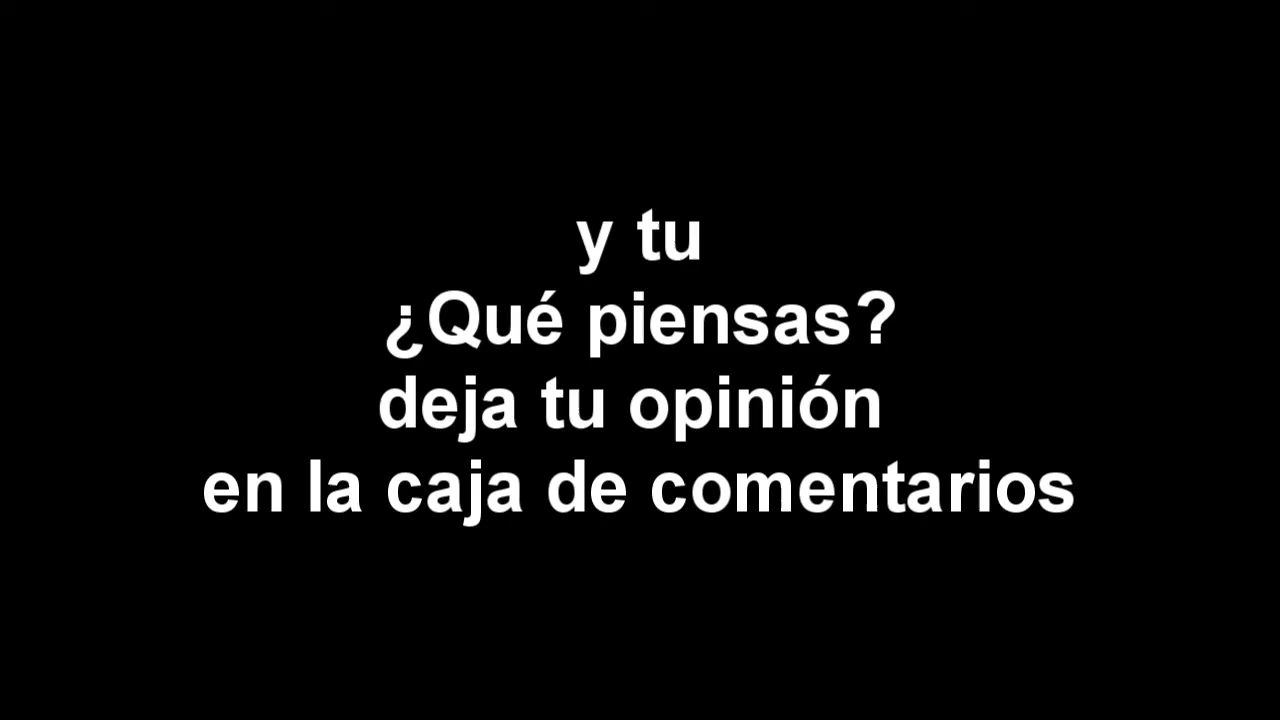 y tu
¿Qué piensas?
deja tu opinión
en la caja de comentarios